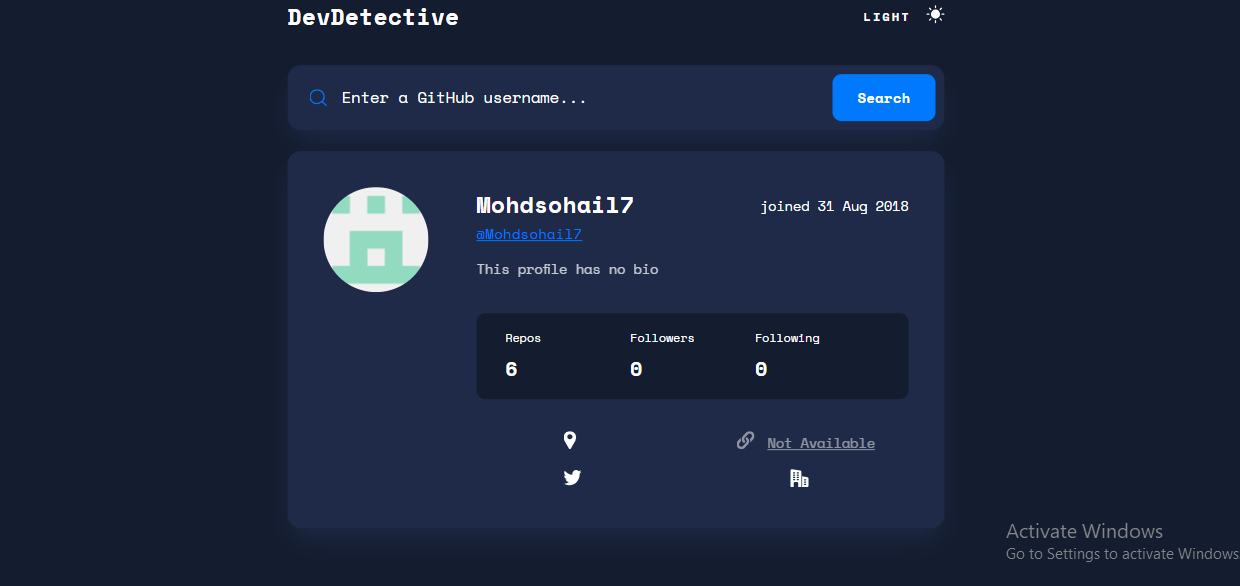 DevDetective
LIGHT
Enter a GitHub username...
Search
Mohdsohail7
joined 31 Aug 2018
@Mohdsohail7
This profile has no bio
Repos Followers Following
6 0 0
Not Available
Activate Windows
Go to Settings to activate Windows